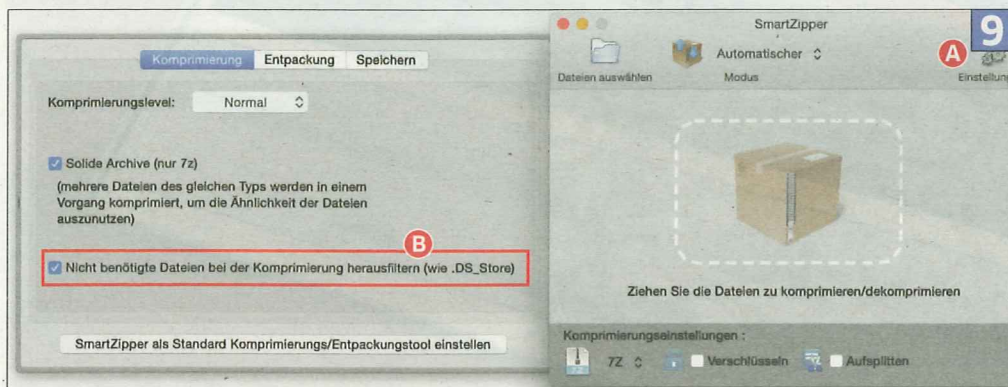 Komprimierung Entpackung Speichern
Komprimierungslevel: Normal
Solide Archive (nur 7z)
(mehrere Dateien des gleichen Typs werden in einem
Vorgang komprimiert, um die Ähnlichkeit der Dateien
auszunutzen)
B
Nicht benötigte Dateien bei der Komprimierung herausfiltern (wie .DS_Store)
SmartZipper als Standard Komprimierungs/Entpackungstool einstellen
SmartZipper
9
A
Automatischer
Dateien auswählen Modus Einstellung
Ziehen Sie die Dateien zu komprimieren/dekomprimieren
Komprimierungseinstellungen :
7Z Verschlüsseln Aufsplitten